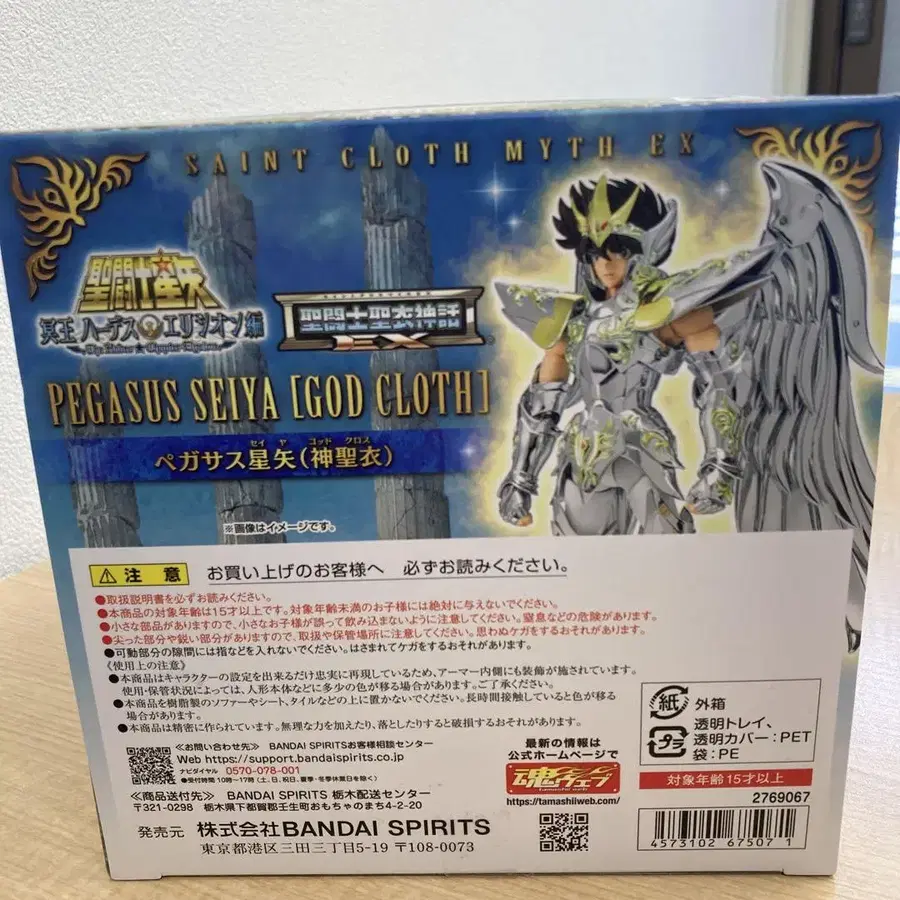 SAINT CLOTH MYTH EX
聖闘士星矢
冥王ハーデスエリシオン編
聖闘士聖衣神話
EX
PEGASUS SEIYA [GOD CLOTH]
セイヤ ゴッド クロス
ペガサス星矢(神聖衣)
※画像はイメージです。
注意 お買い上げのお客様へ 必ずお読みください。
●取扱説明書を必ずお読みください。
●本商品の対象年齢は15才以上です。対象年齢未満のお子様には絶対に与えないでください。
●小さな部品がありますので、小さなお子様が誤って飲み込まないように注意してください。窒息などの危険があります。
●尖った部分や鋭い部分がありますので、取扱や保管場所に注意してください。思わぬケガをするおそれがあります。
●可動部分の隙間には指などを入れないでください。はさまれてケガをするおそれがあります。
《使用上の注意》
●本商品はキャラクターの設定を出来るだけ忠実に再現しているため、アーマー内側にも装飾が施されています。
使用・保管状況によっては、人形本体などに多少の色が移る場合があります。ご了承ください。
●本商品を樹脂製のソファーやシート、タイルなどの上に置かないでください。長時間接触していると色が移る
場合があります。
●本商品は精密に作られています。無理な力を加えたり、落としたりすると破損するおそれがあります。
紙 外箱
プラ 透明トレイ、
透明カバー:PET
袋:PE
対象年齢15才以上
≪お問い合わせ先≫ BANDAI SPIRITSお客様相談センター
Web https://support.bandaispirits.co.jp
ナビダイヤル 0570-078-001
●受付時間 10時〜17時(土、日、祝日、夏季・冬季休業日を除く)
≪商品送付先≫ BANDAI SPIRITS 栃木配送センター
〒321-0298 栃木県下都賀郡壬生町おもちゃのまち4-2-20
発売元 株式会社BANDAI SPIRITS
東京都港区三田三丁目5-19 〒108-0073
最新の情報は
公式ホームページで
魂ウェブ
https://tamashiiweb.com/
2769067
4573102 67507 1